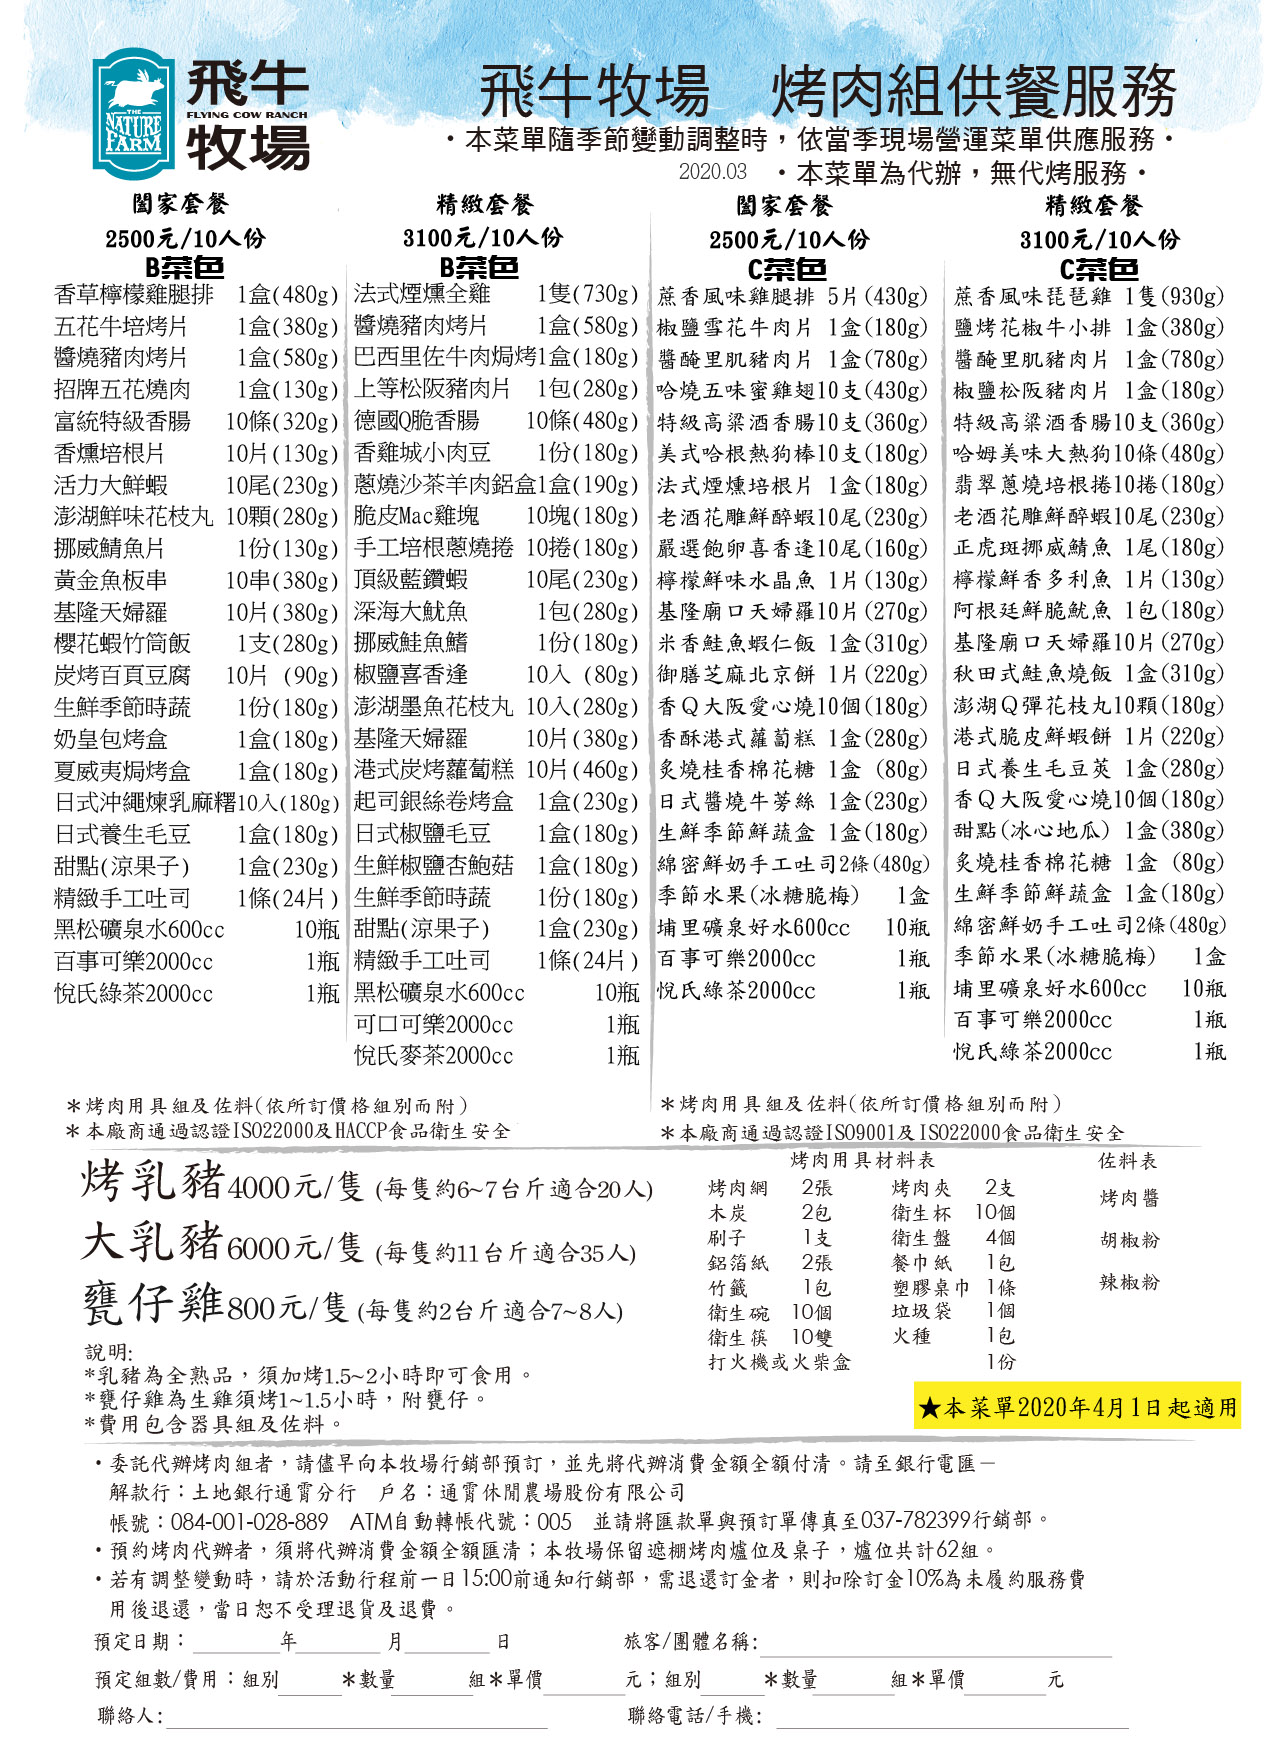 飛牛
FLYING COW RANCH
牧場
THE
NATURE
FARM
飛牛牧場　烤肉組供餐服務
・本菜單隨季節變動調整時，依當季現場營運菜單供應服務・
2020.03　・本菜單為代辦，無代烤服務・
闔家套餐
2500元/10人份
B菜色
香草檸檬雞腿排 1盒(480g)
五花牛培烤片 1盒(380g)
醬燒豬肉烤片 1盒(580g)
招牌五花燒肉 1盒(130g)
富統特級香腸 10條(320g)
香燻培根片 10片(130g)
活力大鮮蝦 10尾(230g)
澎湖鮮味花枝丸 10顆(280g)
挪威鯖魚片 1份(130g)
黃金魚板串 10串(380g)
基隆天婦羅 10片(380g)
櫻花蝦竹筒飯 1支(280g)
炭烤百頁豆腐 10片 (90g)
生鮮季節時蔬 1份(180g)
奶皇包烤盒 1盒(180g)
夏威夷焗烤盒 1盒(180g)
日式沖繩煉乳麻糬10入(180g)
日式養生毛豆 1盒(180g)
甜點(涼果子) 1盒(230g)
精緻手工吐司 1條(24片)
黑松礦泉水600cc 10瓶
百事可樂2000cc 1瓶
悅氏綠茶2000cc 1瓶
精緻套餐
3100元/10人份
B菜色
法式煙燻全雞 1隻(730g)
醬燒豬肉烤片 1盒(580g)
巴西里佐牛肉焗烤1盒(180g)
上等松阪豬肉片 1包(280g)
德國Q脆香腸 10條(480g)
香雞城小肉豆 1份(180g)
蔥燒沙茶羊肉鋁盒1盒(190g)
脆皮Mac雞塊 10塊(180g)
手工培根蔥燒捲 10捲(180g)
頂級藍鑽蝦 10尾(230g)
深海大魷魚 1包(280g)
挪威鮭魚鰭 1份(180g)
椒鹽喜香逢 10入 (80g)
澎湖墨魚花枝丸 10入(280g)
基隆天婦羅 10片(380g)
港式炭烤蘿蔔糕 10片(460g)
起司銀絲卷烤盒 1盒(230g)
日式椒鹽毛豆 1盒(180g)
生鮮椒鹽杏鮑菇 1盒(180g)
生鮮季節時蔬 1份(180g)
甜點(涼果子) 1盒(230g)
精緻手工吐司 1條(24片)
黑松礦泉水600cc 10瓶
可口可樂2000cc 1瓶
悅氏麥茶2000cc 1瓶
闔家套餐
2500元/10人份
C菜色
蔗香風味雞腿排 5片(430g)
椒鹽雪花牛肉片 1盒(180g)
醬醃里肌豬肉片 1盒(780g)
哈燒五味蜜雞翅10支(430g)
特級高粱酒香腸10支(360g)
美式哈根熱狗棒10支(180g)
法式煙燻培根片 1盒(180g)
老酒花雕鮮醉蝦10尾(230g)
嚴選飽卵喜香逢10尾(160g)
檸檬鮮味水晶魚 1片(130g)
基隆廟口天婦羅10片(270g)
米香鮭魚蝦仁飯 1盒(310g)
御膳芝麻北京餅 1片(220g)
香Q大阪愛心燒10個(180g)
香酥港式蘿蔔糕 1盒(280g)
炙燒桂香棉花糖 1盒 (80g)
日式醬燒牛蒡絲 1盒(230g)
生鮮季節鮮蔬盒 1盒(180g)
綿密鮮奶手工吐司2條(480g)
季節水果(冰糖脆梅) 1盒
埔里礦泉好水600cc 10瓶
百事可樂2000cc 1瓶
悅氏綠茶2000cc 1瓶
精緻套餐
3100元/10人份
C菜色
蔗香風味琵琶雞 1隻(930g)
鹽烤花椒牛小排 1盒(380g)
醬醃里肌豬肉片 1盒(780g)
椒鹽松阪豬肉片 1盒(180g)
特級高粱酒香腸10支(360g)
哈姆美味大熱狗10條(480g)
翡翠蔥燒培根捲10捲(180g)
老酒花雕鮮醉蝦10尾(230g)
正虎斑挪威鯖魚 1尾(180g)
檸檬鮮香多利魚 1片(130g)
阿根廷鮮脆魷魚 1包(180g)
基隆廟口天婦羅10片(270g)
秋田式鮭魚燒飯 1盒(310g)
澎湖Q彈花枝丸10顆(180g)
港式脆皮鮮蝦餅 1片(220g)
日式養生毛豆莢 1盒(280g)
香Q大阪愛心燒10個(180g)
甜點(冰心地瓜) 1盒(380g)
炙燒桂香棉花糖 1盒 (80g)
生鮮季節鮮蔬盒 1盒(180g)
綿密鮮奶手工吐司2條(480g)
季節水果(冰糖脆梅) 1盒
埔里礦泉好水600cc 10瓶
百事可樂2000cc 1瓶
悅氏綠茶2000cc 1瓶
＊烤肉用具組及佐料(依所訂價格組別而附)
＊本廠商通過認證ISO22000及HACCP食品衛生安全
＊烤肉用具組及佐料(依所訂價格組別而附)
＊本廠商通過認證ISO9001及ISO22000食品衛生安全
烤乳豬4000元/隻 (每隻約6~7台斤適合20人)
大乳豬6000元/隻 (每隻約11台斤適合35人)
甕仔雞800元/隻 (每隻約2台斤適合7~8人)
說明:
*乳豬為全熟品，須加烤1.5~2小時即可食用。
*甕仔雞為生雞須烤1~1.5小時，附甕仔。
*費用包含器具組及佐料。
烤肉用具材料表
烤肉網 2張 烤肉夾 2支
木炭 2包 衛生杯 10個
刷子 1支 衛生盤 4個
鋁箔紙 2張 餐巾紙 1包
竹籤 1包 塑膠桌巾 1條
衛生碗 10個 垃圾袋 1個
衛生筷 10雙 火種 1包
打火機或火柴盒 1份
佐料表
烤肉醬
胡椒粉
辣椒粉
★本菜單2020年4月1日起適用
・委託代辦烤肉組者，請儘早向本牧場行銷部預訂，並先將代辦消費金額全額付清。請至銀行電匯－
解款行：土地銀行通霄分行　戶名：通霄休閒農場股份有限公司
帳號：084-001-028-889　ATM自動轉帳代號：005　並請將匯款單與預訂單傳真至037-782399行銷部。
・預約烤肉代辦者，須將代辦消費金額全額匯清；本牧場保留遮棚烤肉爐位及桌子，爐位共計62組。
・若有調整變動時，請於活動行程前一日15:00前通知行銷部，需退還訂金者，則扣除訂金10%為未履約服務費
用後退還，當日恕不受理退貨及退費。
預定日期：________年________月________日　旅客/團體名稱:________
預定組數/費用：組別______＊數量______組＊單價______元；組別______＊數量______組＊單價______元
聯絡人:________　聯絡電話/手機:________